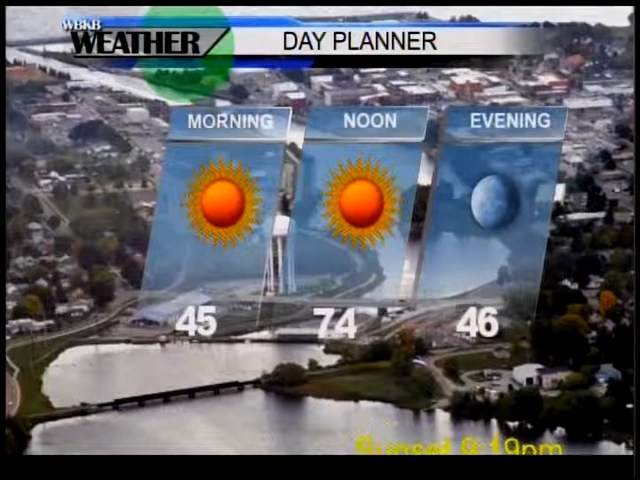 WBKB
WEATHER
DAY PLANNER
MORNING
NOON
EVENING
45
74
46
Sunset 9:19pm